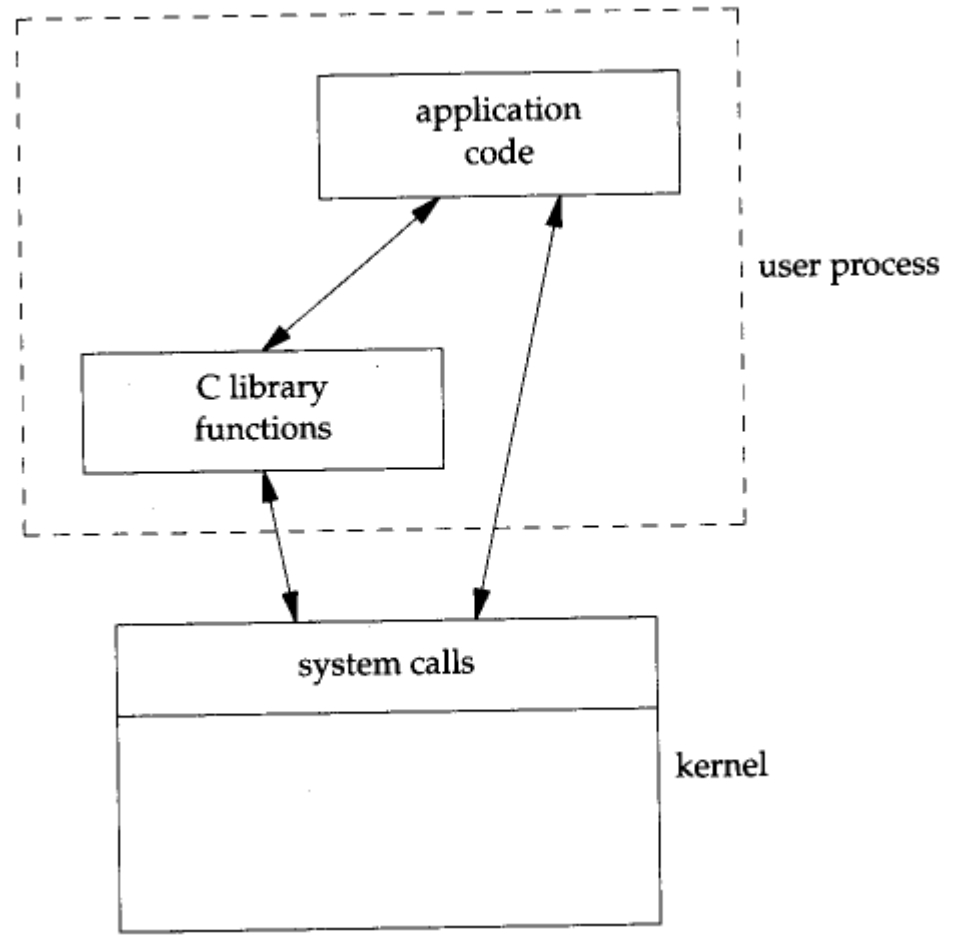 application
code
user process
C library
functions
system calls
kernel